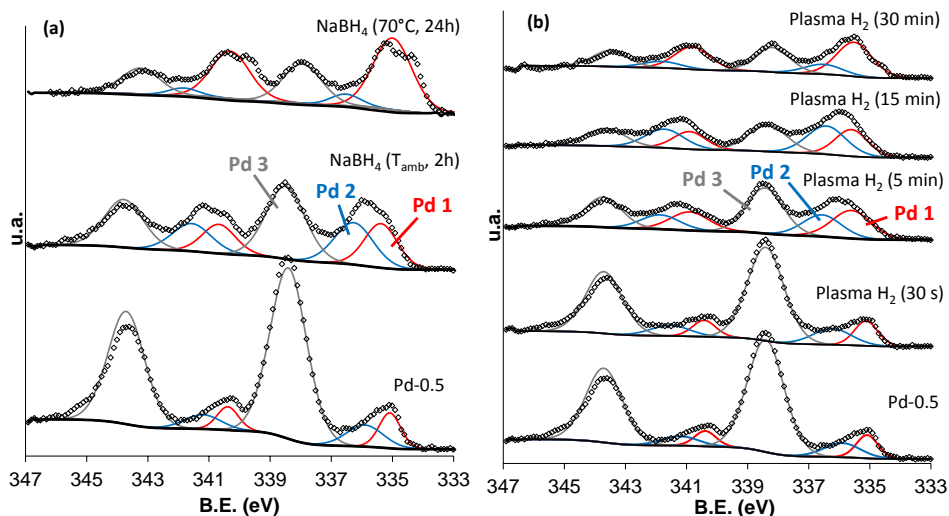 (a)
NaBH4 (70°C, 24h)
NaBH4 (Tamb, 2h)
Pd 3
Pd 2
Pd 1
Pd-0.5
u.a.
347 345 343 341 339 337 335 333
B.E. (eV)
(b)
Plasma H2 (30 min)
Plasma H2 (15 min)
Pd 3
Pd 2
Plasma H2 (5 min)
Pd 1
Plasma H2 (30 s)
Pd-0.5
u.a.
347 345 343 341 339 337 335 333
B.E. (eV)